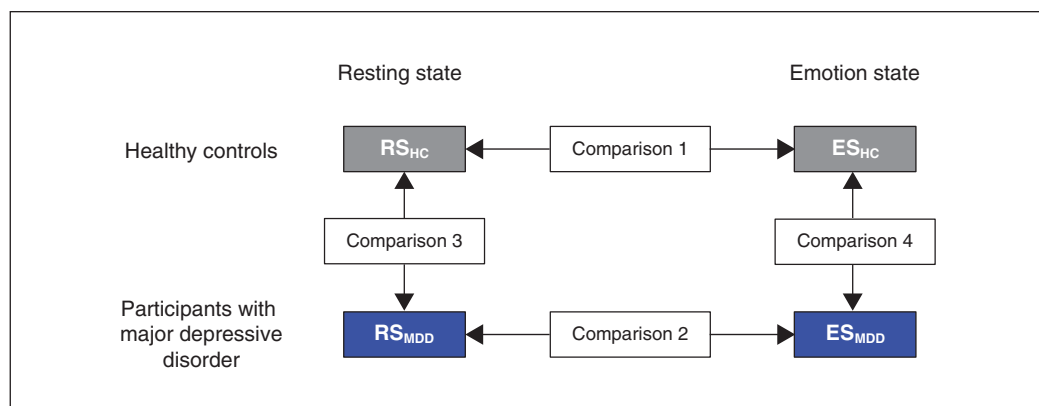 Resting state
Emotion state
Healthy controls
RSHC
Comparison 1
ESHC
Comparison 3
Comparison 4
Participants with
major depressive
disorder
RSMDD
Comparison 2
ESMDD